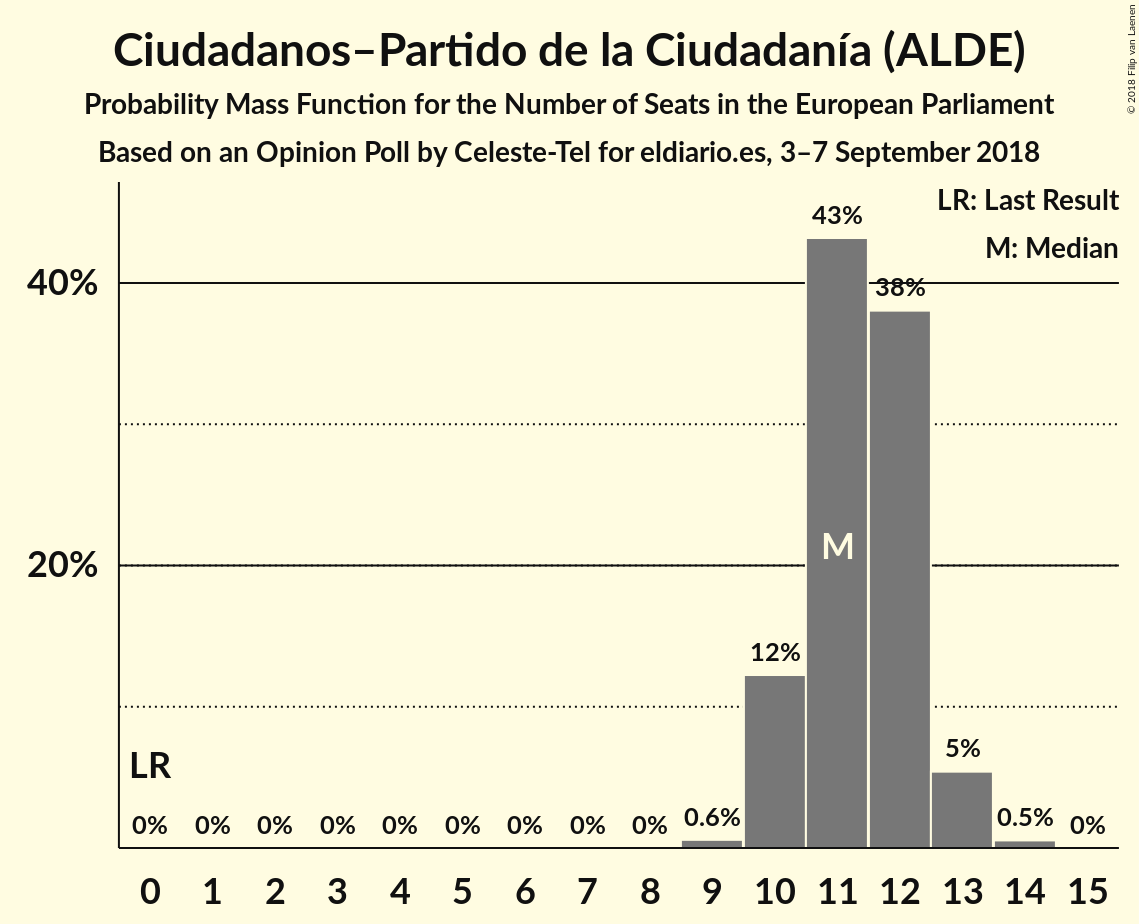 Ciudadanos–Partido de la Ciudadanía (ALDE)
Probability Mass Function for the Number of Seats in the European Parliament
Based on an Opinion Poll by Celeste-Tel for eldiario.es, 3–7 September 2018
© 2018 Filip van Laenen
LR: Last Result
M: Median
43%
40%
38%
M
20%
12%
5%
LR
0% 0% 0% 0% 0% 0% 0% 0% 0% 0.6% 0.5% 0%
0 1 2 3 4 5 6 7 8 9 10 11 12 13 14 15